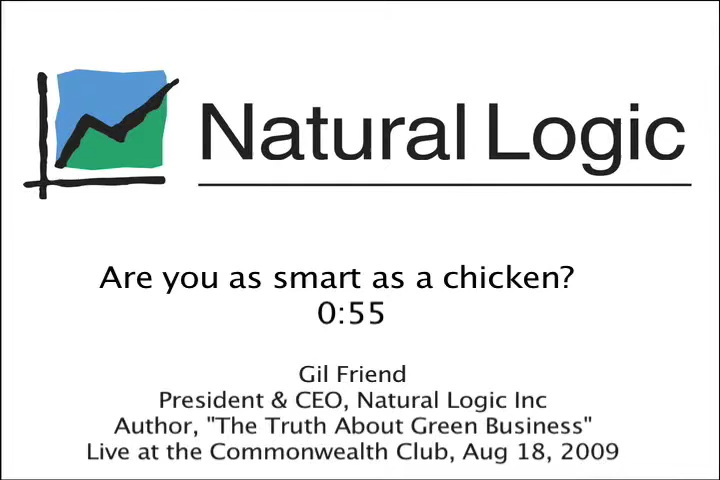 Natural Logic
Are you as smart as a chicken?
0:55
Gil Friend
President & CEO, Natural Logic Inc
Author, "The Truth About Green Business"
Live at the Commonwealth Club, Aug 18, 2009